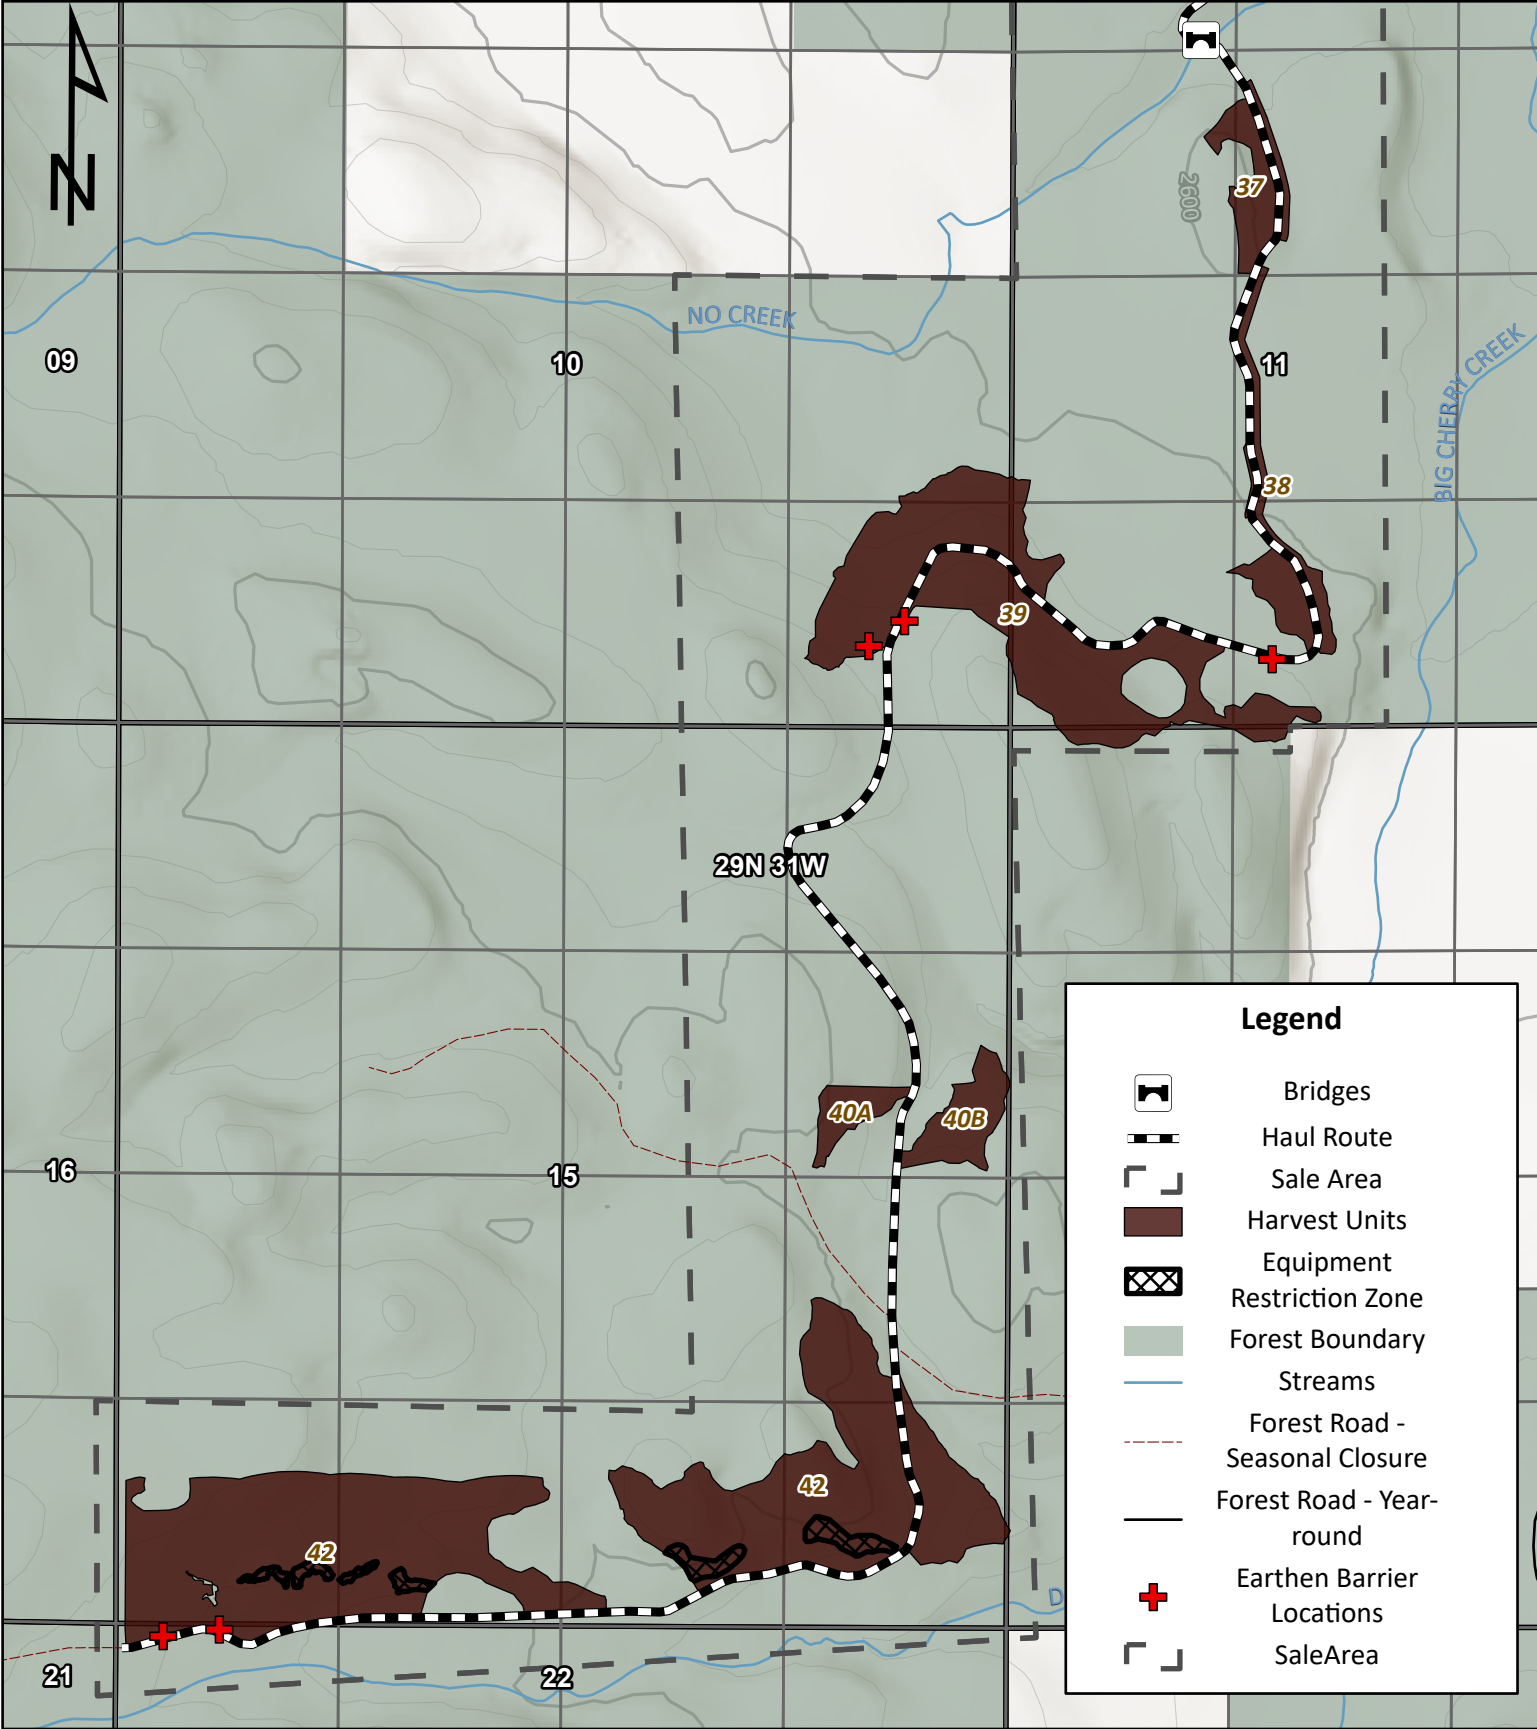 N
2600
37
NO CREEK
09
10
11
BIG CHERRY CREEK
38
39
29N 31W
40A
40B
16
15
42
42
21
22
D
Legend
Bridges
Haul Route
Sale Area
Harvest Units
Equipment
Restriction Zone
Forest Boundary
Streams
Forest Road -
Seasonal Closure
Forest Road - Year-
round
Earthen Barrier
Locations
SaleArea